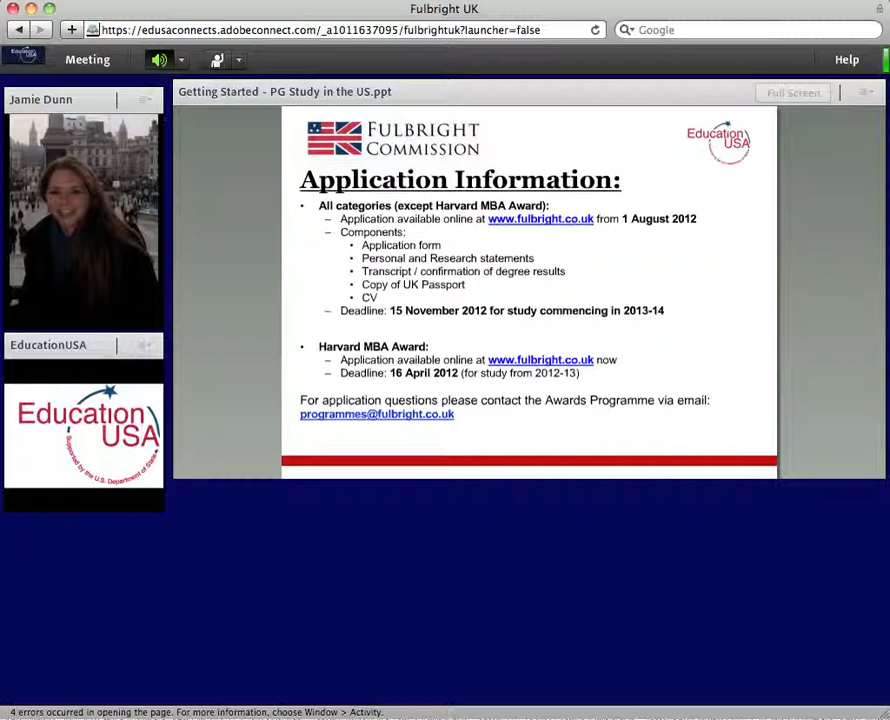 Fulbright UK
https://edusaconnects.adobeconnect.com/_a1011637095/fulbrightuk?launcher=false
Google
Meeting
Help
Jamie Dunn
Getting Started - PG Study in the US.ppt
Full Screen
FULBRIGHT
COMMISSION
Education
USA
Application Information:
• All categories (except Harvard MBA Award):
– Application available online at www.fulbright.co.uk from 1 August 2012
– Components:
• Application form
• Personal and Research statements
• Transcript / confirmation of degree results
• Copy of UK Passport
• CV
– Deadline: 15 November 2012 for study commencing in 2013-14
• Harvard MBA Award:
– Application available online at www.fulbright.co.uk now
– Deadline: 16 April 2012 (for study from 2012-13)
For application questions please contact the Awards Programme via email:
programmes@fulbright.co.uk
EducationUSA
Education
USA
Supported by the U.S. Department of State
4 errors occurred in opening the page. For more information, choose Window > Activity.